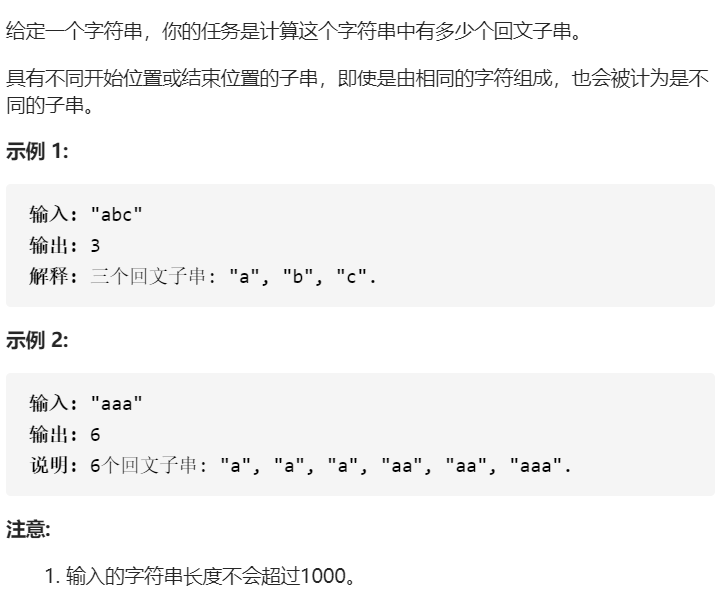 给定一个字符串，你的任务是计算这个字符串中有多少个回文子串。
具有不同开始位置或结束位置的子串，即使是由相同的字符组成，也会被计为是不
同的子串。
示例 1:
输入: "abc"
输出: 3
解释: 三个回文子串: "a", "b", "c".
示例 2:
输入: "aaa"
输出: 6
说明: 6个回文子串: "a", "a", "a", "aa", "aa", "aaa".
注意:
1. 输入的字符串长度不会超过1000。